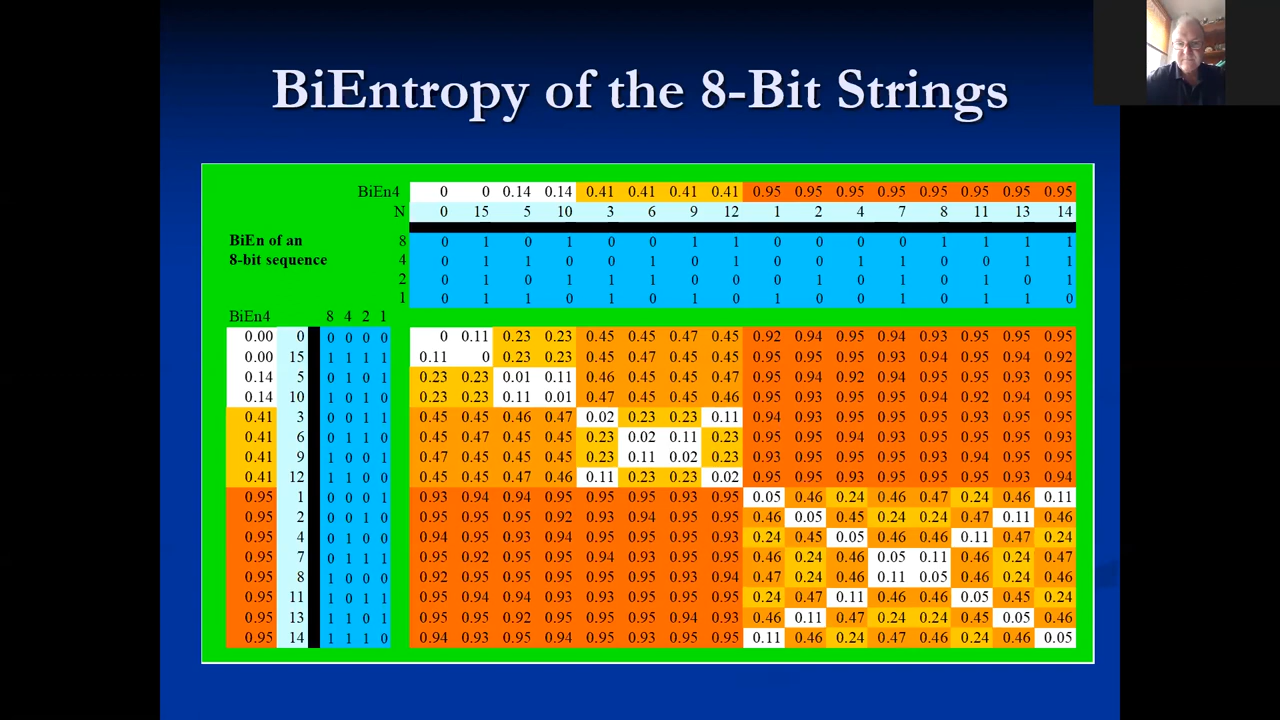 BiEntropy of the 8-Bit Strings
BiEn4 0 0 0.14 0.14 0.41 0.41 0.41 0.41 0.95 0.95 0.95 0.95 0.95 0.95 0.95 0.95
N 0 15 5 10 3 6 9 12 1 2 4 7 8 11 13 14
BiEn of an 8 0 1 0 1 0 0 1 1 0 0 0 0 1 1 1 1
8-bit sequence 4 0 1 1 0 0 1 0 1 0 0 1 1 0 0 1 1
2 0 1 0 1 1 1 0 0 0 1 0 1 0 1 0 1
1 0 1 1 0 1 0 1 0 1 0 0 1 0 1 1 0
BiEn4 8 4 2 1
0.00 0 0 0 0 0 0 0.11 0.23 0.23 0.45 0.45 0.47 0.45 0.92 0.94 0.95 0.95 0.94 0.95 0.95 0.95
0.00 15 1 1 1 1 0.11 0 0.23 0.23 0.45 0.47 0.45 0.45 0.95 0.95 0.95 0.93 0.94 0.95 0.94 0.92
0.14 5 0 1 0 1 0.23 0.23 0.01 0.11 0.46 0.45 0.45 0.47 0.95 0.94 0.92 0.94 0.95 0.95 0.93 0.95
0.14 10 1 0 1 0 0.23 0.23 0.11 0.01 0.47 0.45 0.45 0.46 0.95 0.93 0.95 0.95 0.94 0.92 0.94 0.95
0.41 3 0 0 1 1 0.45 0.45 0.46 0.47 0.02 0.23 0.23 0.11 0.94 0.93 0.95 0.95 0.95 0.93 0.95 0.95
0.41 6 0 1 1 0 0.45 0.47 0.45 0.45 0.23 0.02 0.11 0.23 0.95 0.95 0.94 0.93 0.95 0.95 0.95 0.93
0.41 9 1 0 0 1 0.47 0.45 0.45 0.45 0.23 0.11 0.02 0.23 0.93 0.95 0.95 0.95 0.93 0.94 0.95 0.95
0.41 12 1 1 0 0 0.45 0.45 0.47 0.46 0.11 0.23 0.23 0.02 0.95 0.95 0.93 0.95 0.95 0.95 0.93 0.94
0.95 1 0 0 0 1 0.93 0.94 0.94 0.95 0.95 0.95 0.93 0.95 0.05 0.46 0.24 0.46 0.47 0.24 0.46 0.11
0.95 2 0 0 1 0 0.95 0.95 0.95 0.92 0.93 0.94 0.95 0.95 0.46 0.05 0.45 0.24 0.24 0.47 0.11 0.46
0.95 4 0 1 0 0 0.94 0.95 0.93 0.94 0.95 0.95 0.95 0.93 0.24 0.45 0.05 0.46 0.46 0.11 0.47 0.24
0.95 7 0 1 1 1 0.95 0.92 0.95 0.95 0.94 0.93 0.95 0.95 0.46 0.24 0.46 0.05 0.11 0.46 0.24 0.47
0.95 8 1 0 0 0 0.92 0.95 0.95 0.95 0.95 0.95 0.93 0.94 0.47 0.24 0.46 0.11 0.05 0.46 0.24 0.46
0.95 11 1 0 1 1 0.95 0.94 0.94 0.93 0.93 0.95 0.95 0.95 0.24 0.47 0.11 0.46 0.46 0.05 0.45 0.24
0.95 13 1 1 0 1 0.95 0.95 0.92 0.95 0.95 0.95 0.94 0.93 0.46 0.11 0.47 0.24 0.24 0.45 0.05 0.46
0.95 14 1 1 1 0 0.94 0.93 0.95 0.94 0.95 0.93 0.95 0.95 0.11 0.46 0.24 0.47 0.46 0.24 0.46 0.05